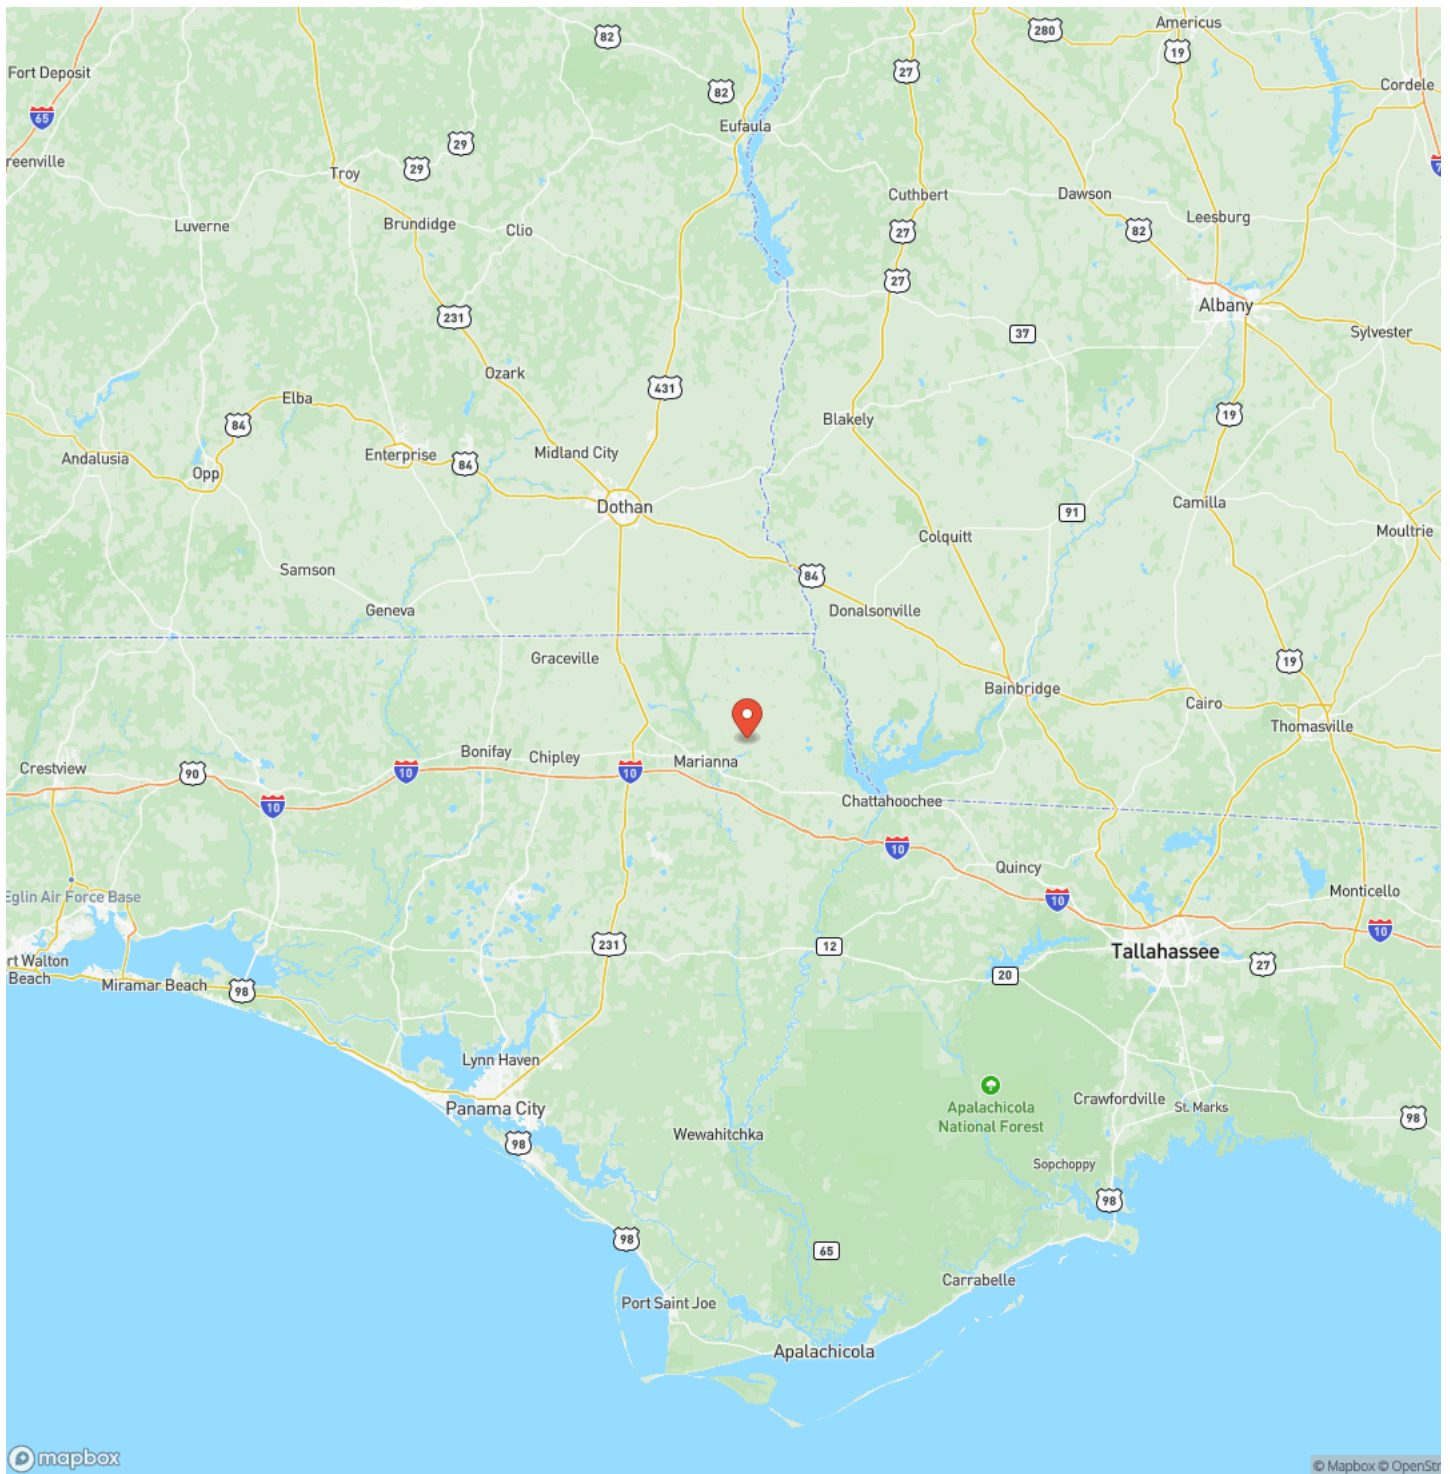 Americus
82
280
19
27
Fort Deposit
Cordele
82
65
Eufaula
29
reenville
29
7
Troy
Cuthbert
Dawson
Leesburg
Luverne
Brundidge
Clio
27
82
27
Albany
231
37
Sylvester
Ozark
431
Elba
84
Blakely
19
Andalusia
Enterprise
Midland City
84
Opp
Dothan
Camilla
91
Moultrie
Colquitt
Samson
84
Geneva
Donalsonville
Graceville
19
Bainbridge
Cairo
Thomasville
Bonifay
Chipley
Marianna
Crestview
90
10
10
10
Chattahoochee
10
Quincy
Eglin Air Force Base
Monticello
10
10
231
12
Tallahassee
rt Walton
Beach
27
20
Miramar Beach
98
Lynn Haven
Panama City
Apalachicola
National Forest
Crawfordville
St. Marks
98
Wewahitchka
98
Sopchoppy
98
98
65
Carrabelle
Port Saint Joe
Apalachicola
mapbox
© Mapbox © OpenStr